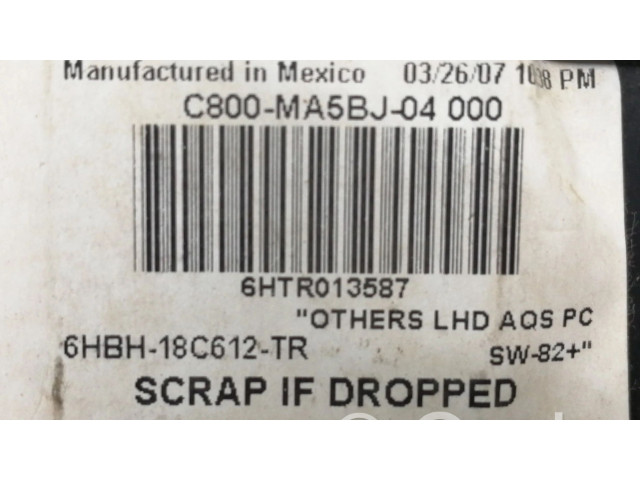 Manufactured in Mexico 03/26/07 PM
C800-MA5BJ-04 000
6HTR013587
"OTHERS LHD AQS PC
6HBH-18C612-TR SW-82+"
SCRAP IF DROPPED